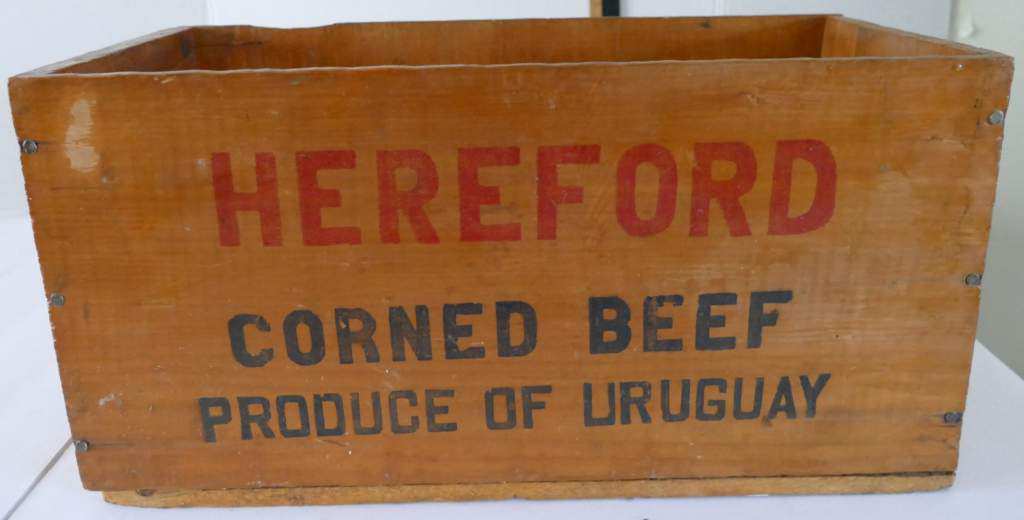 HEREFORD
CORNED BEEF
PRODUCE OF URUGUAY